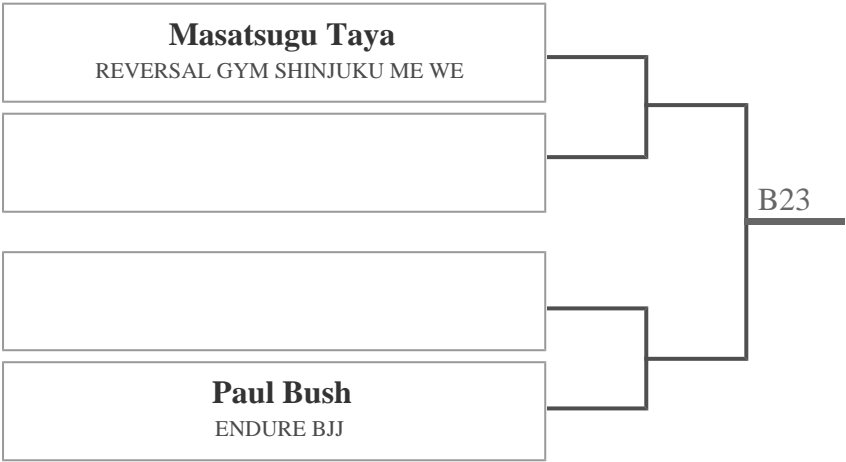 Masatsugu Taya
REVERSAL GYM SHINJUKU ME WE
B23
Paul Bush
ENDURE BJJ